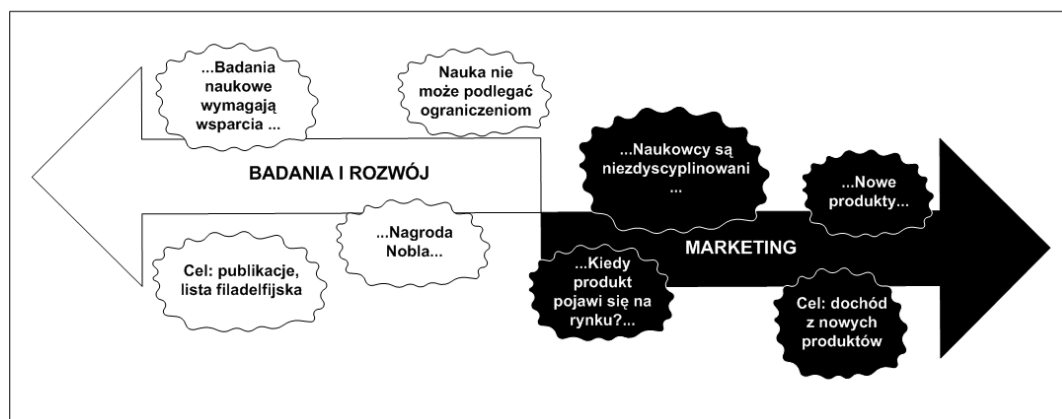 ...Badania
naukowe
wymagają
wsparcia ...
Nauka nie
może podlegać
ograniczeniom
BADANIA I ROZWÓJ
...Nagroda
Nobla...
Cel: publikacje,
lista filadelfijska
...Naukowcy są
niezdyscyplinowani
...
...Nowe
produkty...
MARKETING
...Kiedy
produkt
pojawi się na
rynku?...
Cel: dochód
z nowych
produktów